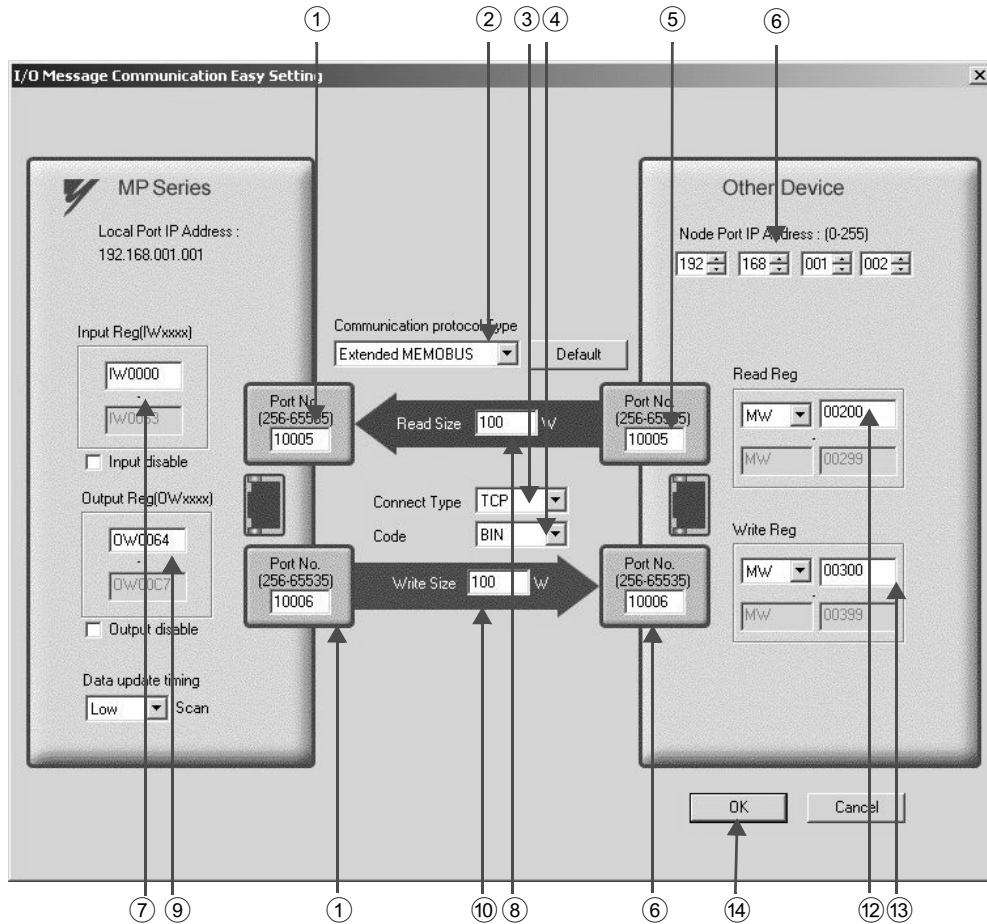 ① ② ③ ④ ⑤ ⑥
I/O Message Communication Easy Setting
MP Series
Local Port IP Address :
192.168.001.001
Other Device
Node Port IP Address : (0-255)
192 168 001 002
Communication protocol Type
Extended MEMOBUS Default
Input Reg(IWxxxx)
IW0000
-
IW0063
Input disable
Port No.
(256-65535)
10005
Read Size 100 W
Port No.
(256-65535)
10005
Read Reg
MW 00200
-
MW 00299
Connect Type TCP
Code BIN
Output Reg(OWxxxx)
OW0064
-
OW00C7
Output disable
Port No.
(256-65535)
10006
Write Size 100 W
Port No.
(256-65535)
10006
Write Reg
MW 00300
-
MW 00399
Data update timing
Low Scan
OK Cancel
⑦ ⑨ ① ⑩ ⑧ ⑥ ⑭ ⑫ ⑬